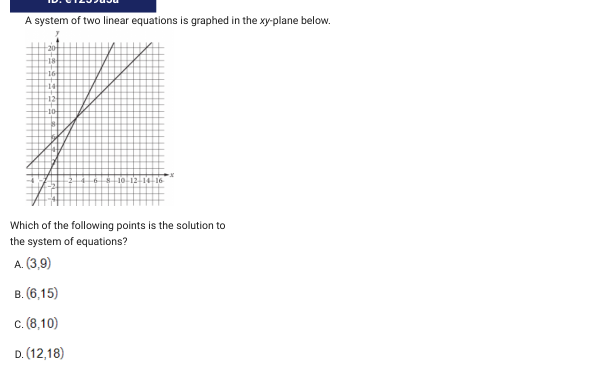 A system of two linear equations is graphed in the xy-plane below.
y
20
18
16
14
12
10
8
6
4
2
-4 -2 2 4 6 8 10 12 14 16 x
-2
-4
Which of the following points is the solution to
the system of equations?
A. (3,9)
B. (6,15)
C. (8,10)
D. (12,18)